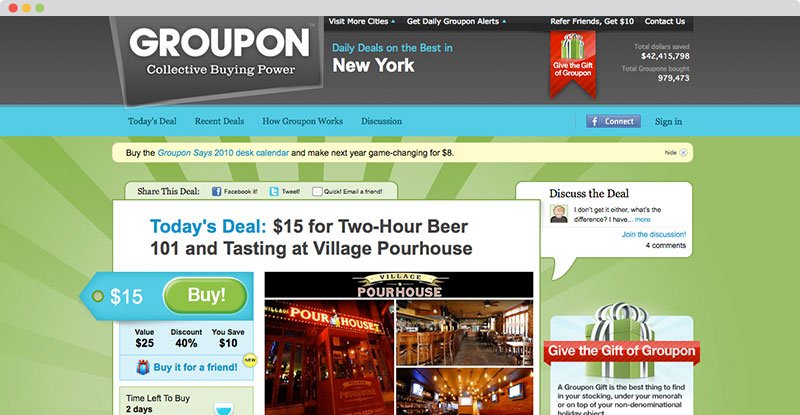 Visit More Cities
Get Daily Groupon Alerts
Refer Friends, Get $10
Contact Us
GROUPON
Collective Buying Power
Daily Deals on the Best in
New York
Give the Gift
of Groupon
Total dollars saved
$42,415,798
Total Groupons bought
979,473
Today's Deal
Recent Deals
How Groupon Works
Discussion
f Connect
Sign in
Buy the Groupon Says 2010 desk calendar and make next year game-changing for $8.
hide
Share This Deal:
Facebook it!
Tweet!
Quick! Email a friend!
Discuss the Deal
I don't get it either, what's the
difference? I have... more
Join the discussion!
4 comments
Today's Deal: $15 for Two-Hour Beer
101 and Tasting at Village Pourhouse
$15
Buy!
Value
Discount
You Save
$25
40%
$10
NEW
Buy it for a friend!
Time Left To Buy
2 days
VILLAGE
POURHOUSE
POURHOUSE
Give the Gift of Groupon
A Groupon Gift is the best thing to find
in your stocking, under your menorah
or on top of your non-denominational
holiday object.